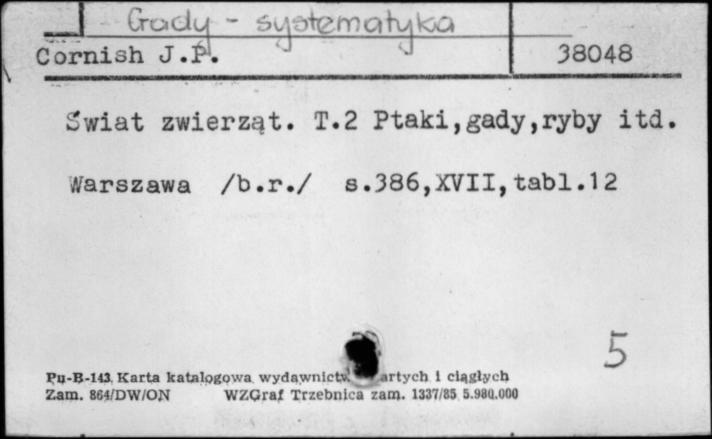 Gady - systematyka
Cornish J.P. 38048
Świat zwierząt. T.2 Ptaki,gady,ryby itd.
Warszawa /b.r./ s.386,XVII,tabl.12
5
Pu-B-143 Karta katalogowa wydawnictw artych i ciągłych
Zam. 864/DW/ON WZGraf Trzebnica zam. 1337/85 5.980.000